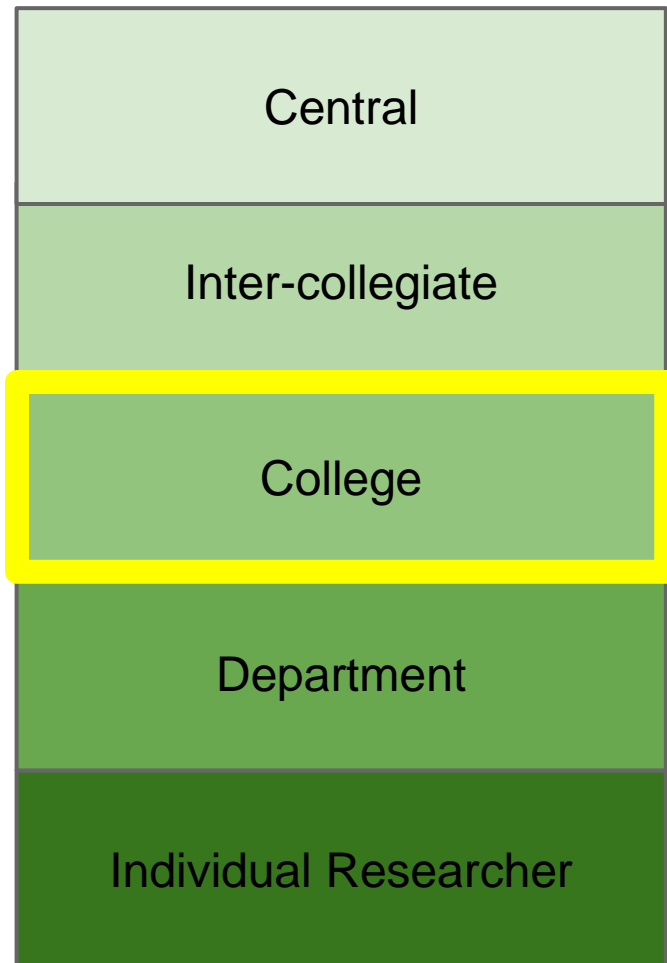 Central
Inter-collegiate
College
Department
Individual Researcher